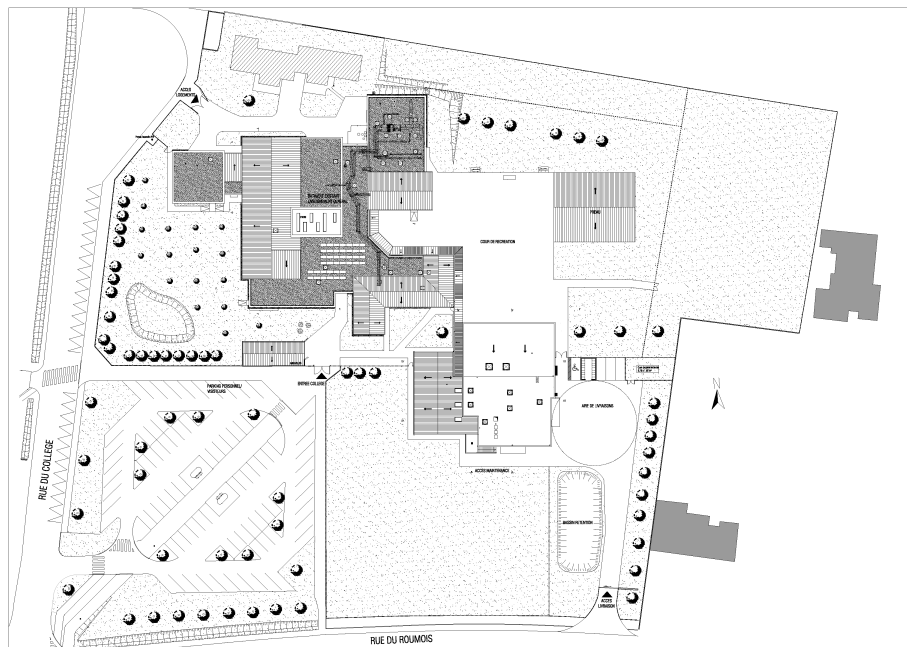 ACCES
LOGEMENTS
COUR DE RECREATION
PREAU
ENTREE COLLEGE
PARKING PERSONNEL/
VISITEURS
AIRE DE LIVRAISONS
ACCES MAINTENANCE
BASSIN RETENTION
N
RUE DU COLLEGE
ACCES
LIVRAISON
RUE DU ROUMOIS